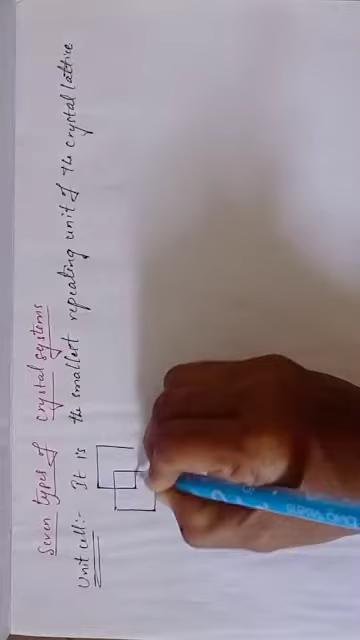 Seven types of crystal systems
Unit cell:- It is the smallest repeating unit of the crystal lattice